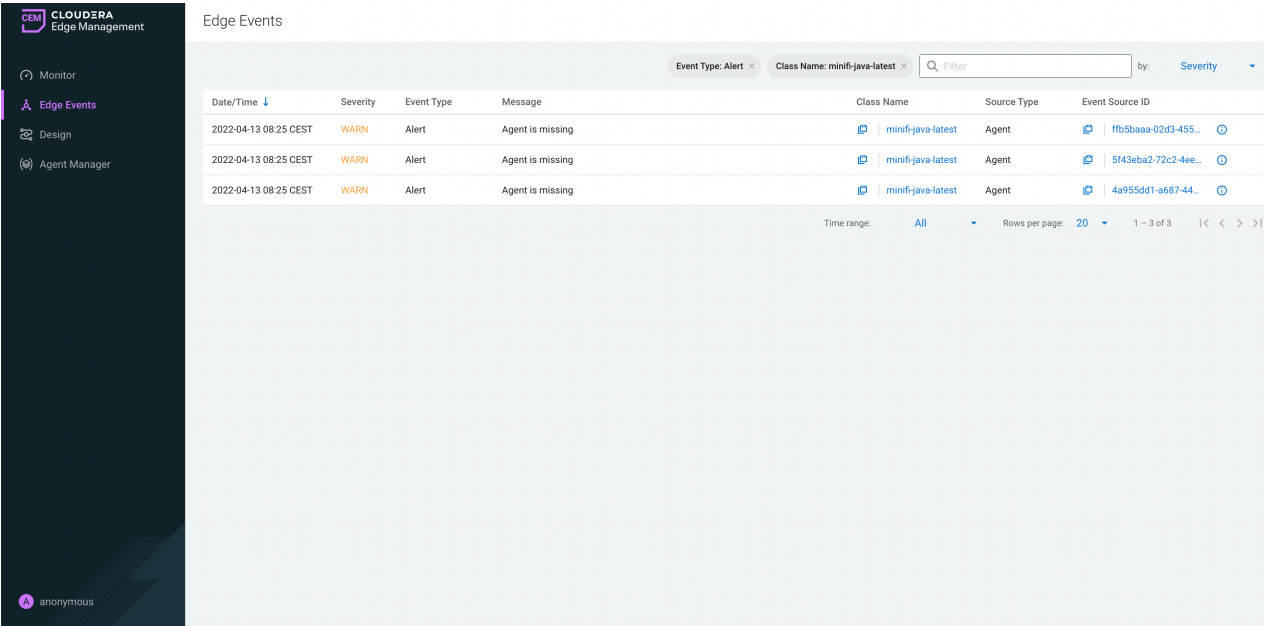 CEM CLOUDERA
Edge Management
Edge Events
Monitor
Edge Events
Design
Agent Manager
Event Type: Alert
Class Name: minifi-java-latest
Filter
by:
Severity
Date/Time Severity Event Type Message Class Name Source Type Event Source ID
2022-04-13 08:25 CEST WARN Alert Agent is missing minifi-java-latest Agent ffb5baaa-02d3-455...
2022-04-13 08:25 CEST WARN Alert Agent is missing minifi-java-latest Agent 5f43eba2-72c2-4ee...
2022-04-13 08:25 CEST WARN Alert Agent is missing minifi-java-latest Agent 4a955dd1-a687-44...
Time range: All Rows per page: 20 1 – 3 of 3
A anonymous